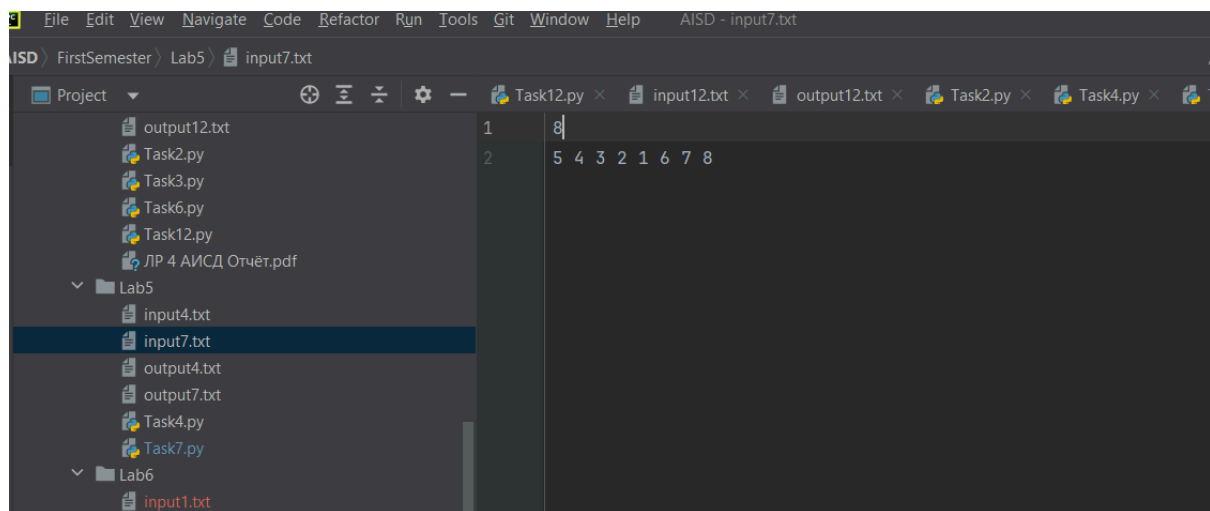 File Edit View Navigate Code Refactor Run Tools Git Window Help AISD - input7.txt
FirstSemester Lab5 input7.txt
Project Task12.py input12.txt output12.txt Task2.py Task4.py
output12.txt
Task2.py
Task3.py
Task6.py
Task12.py
ЛР 4 АИСД Отчёт.pdf
Lab5
input4.txt
input7.txt
output4.txt
output7.txt
Task4.py
Task7.py
Lab6
input1.txt
1 8
2 5 4 3 2 1 6 7 8